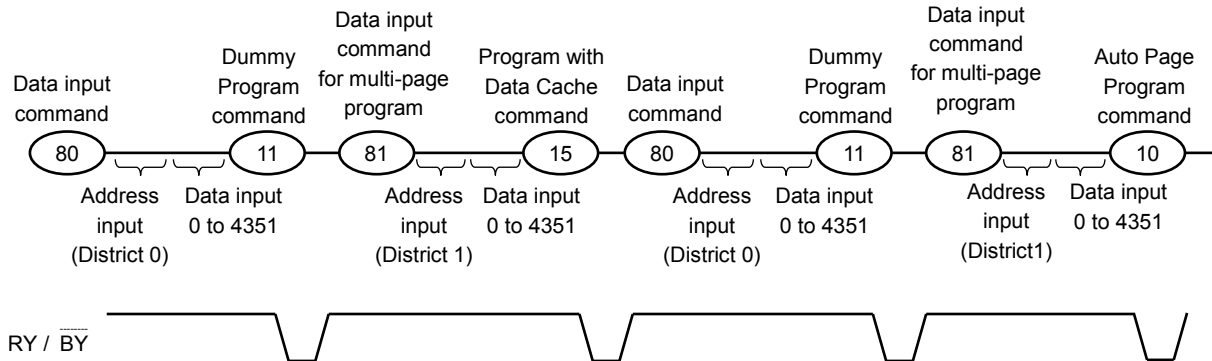 Data input
command
Dummy
Program
command
Data input
command
for multi-page
program
Program with
Data Cache
command
Data input
command
Dummy
Program
command
Data input
command
for multi-page
program
Auto Page
Program
command
80
11
81
15
80
11
81
10
Address
input
(District 0)
Data input
0 to 4351
Address
input
(District 1)
Data input
0 to 4351
Address
input
(District 0)
Data input
0 to 4351
Address
input
(District1)
Data input
0 to 4351
RY / BY